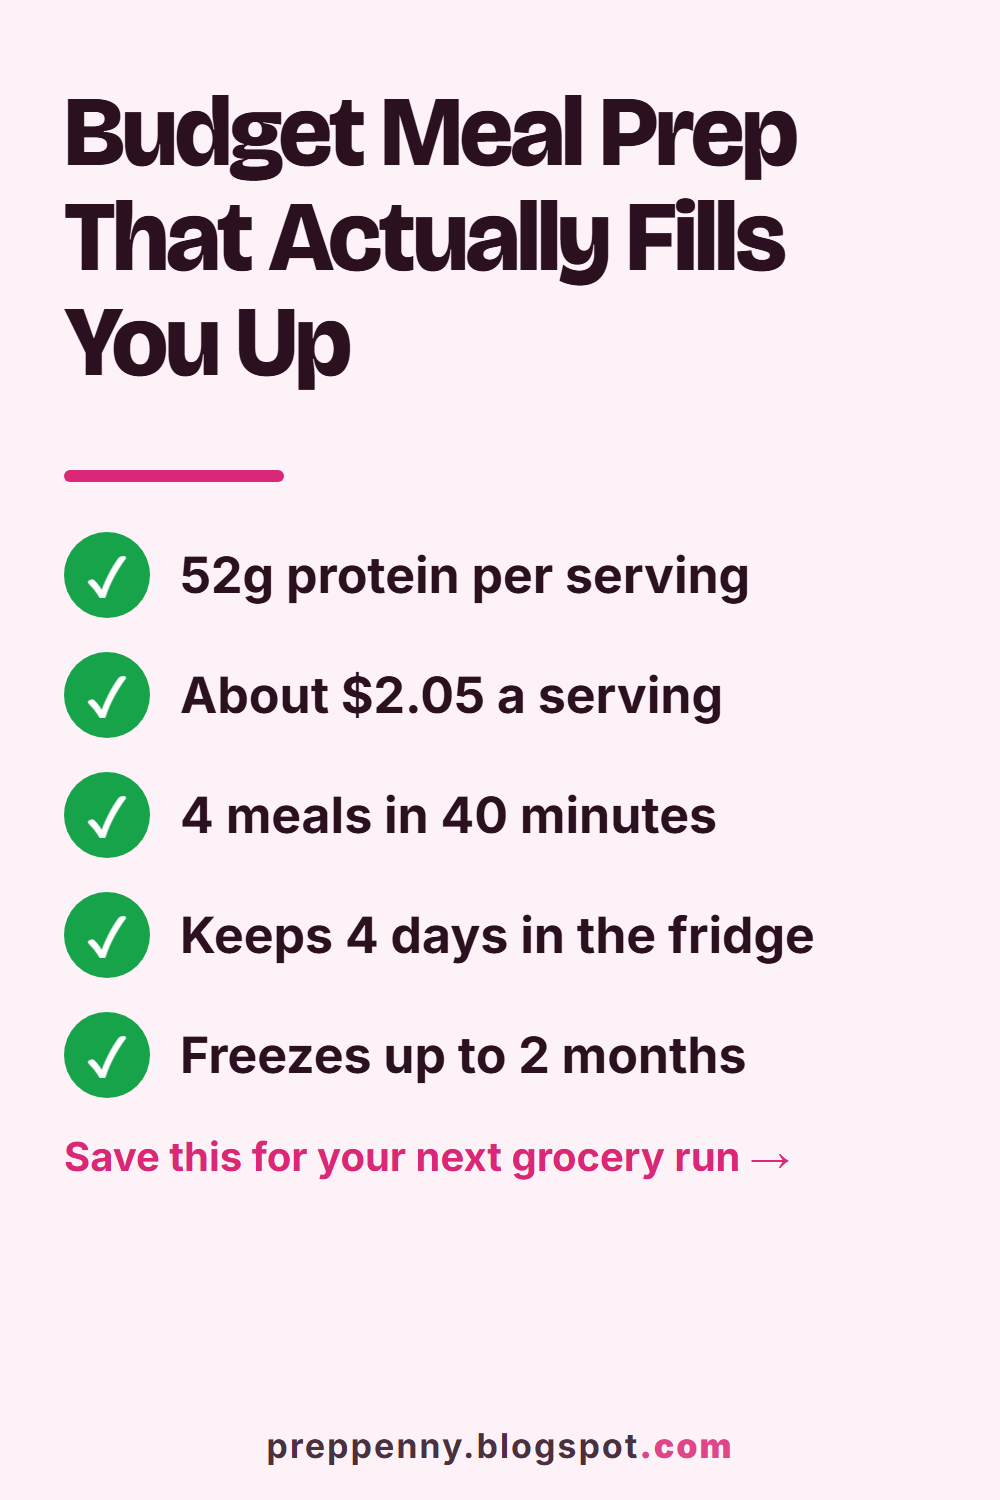 Budget Meal Prep
That Actually Fills
You Up
✓ 52g protein per serving
✓ About $2.05 a serving
✓ 4 meals in 40 minutes
✓ Keeps 4 days in the fridge
✓ Freezes up to 2 months
Save this for your next grocery run →
preppenny.blogspot.com